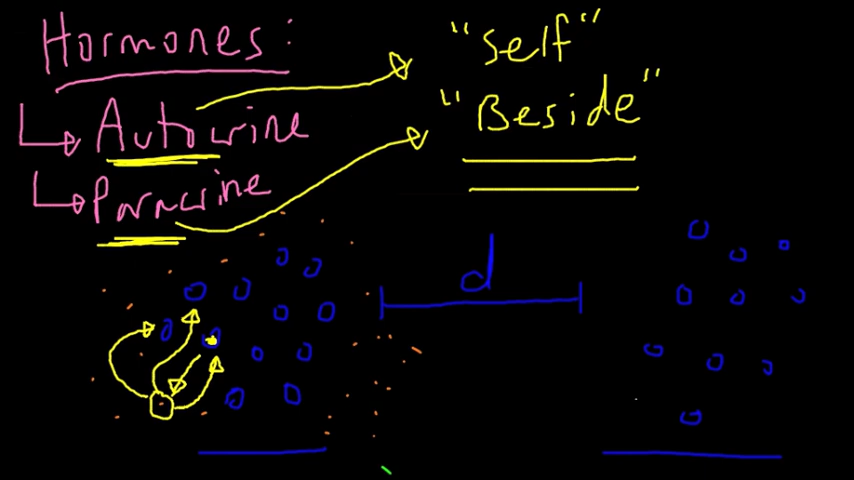 Hormones:
Autocrine
Paracrine
"Self"
"Beside"
d